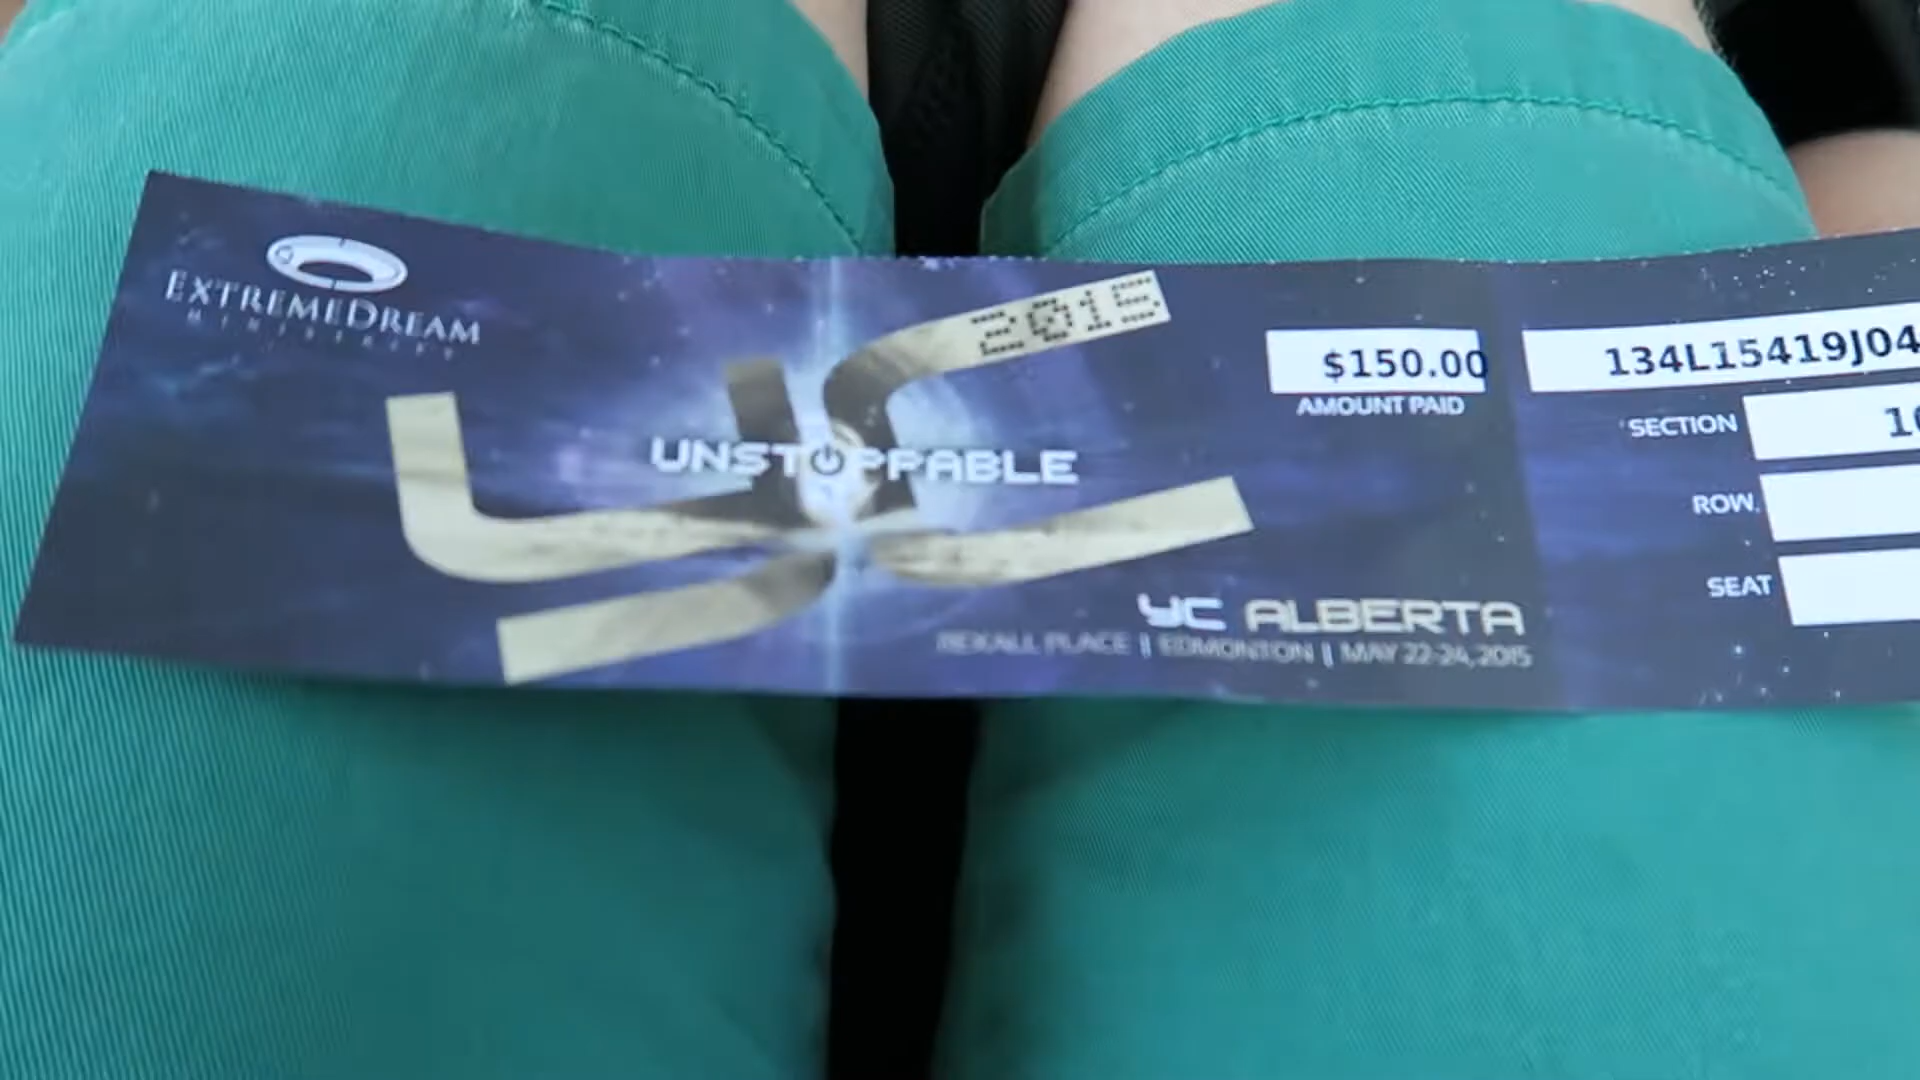 EXTREMEDREAM
MINISTRIES
2015
UNSTOPPABLE
$150.00
AMOUNT PAID
YC ALBERTA
REXALL PLACE | EDMONTON | MAY 22-24, 2015
134L15419J04
SECTION 10
ROW
SEAT